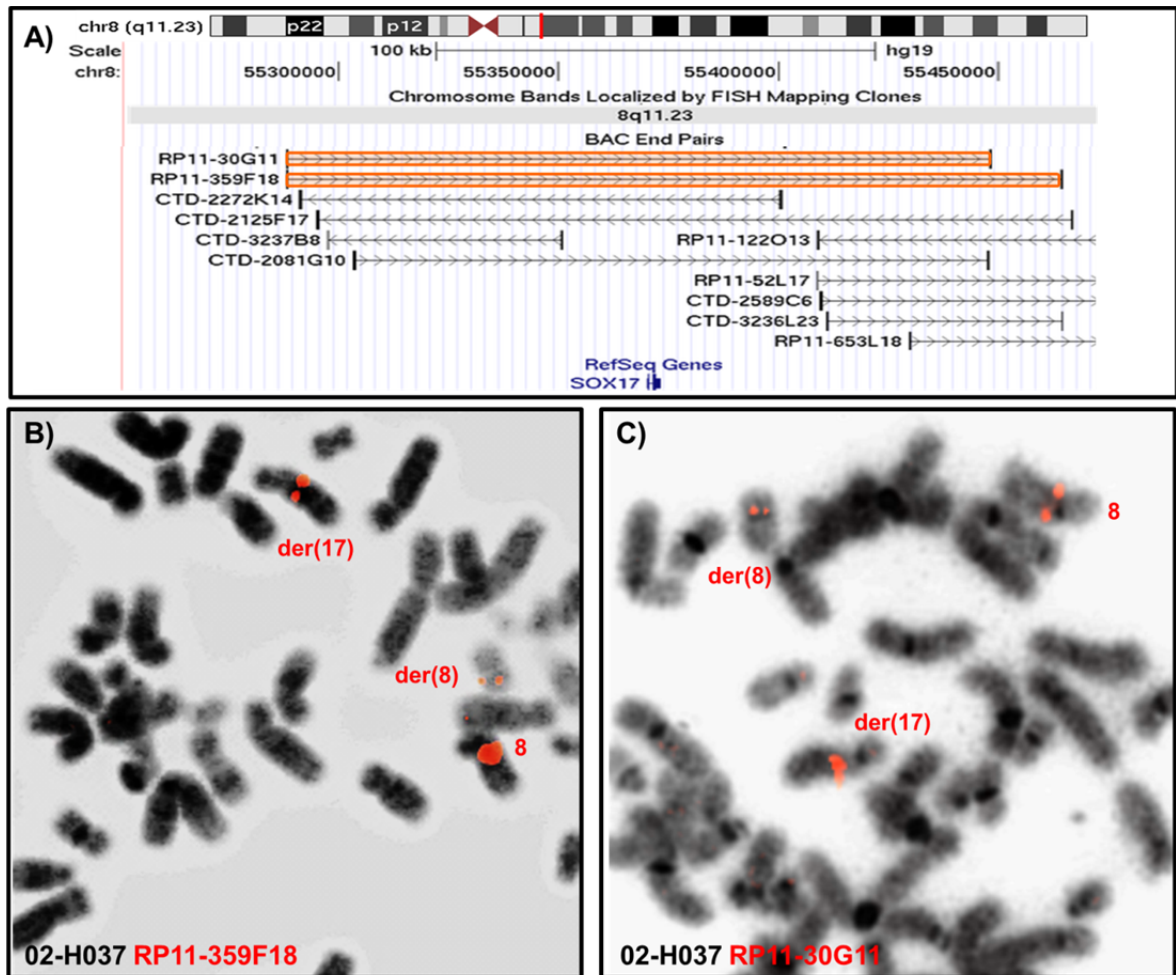 A)
chr8 (q11.23) p22 p12
Scale 100 kb hg19
chr8: 55300000 55350000 55400000 55450000
Chromosome Bands Localized by FISH Mapping Clones
8q11.23
BAC End Pairs
RP11-30G11
RP11-359F18
CTD-2272K14
CTD-2125F17
CTD-3237B8 RP11-122O13
CTD-2081G10
RP11-52L17
CTD-2589C6
CTD-3236L23
RP11-653L18
RefSeq Genes
SOX17
B)
der(17)
der(8)
8
02-H037 RP11-359F18
C)
8
der(8)
der(17)
02-H037 RP11-30G11